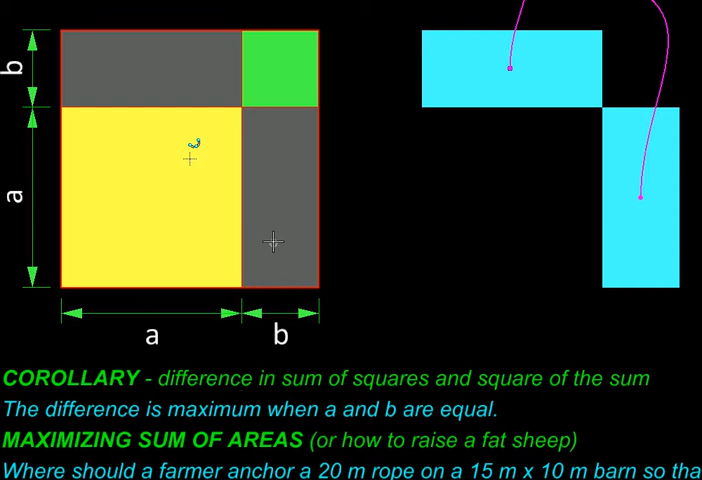 b
a
a
b
COROLLARY - difference in sum of squares and square of the sum
The difference is maximum when a and b are equal.
MAXIMIZING SUM OF AREAS (or how to raise a fat sheep)
Where should a farmer anchor a 20 m rope on a 15 m x 10 m barn so tha